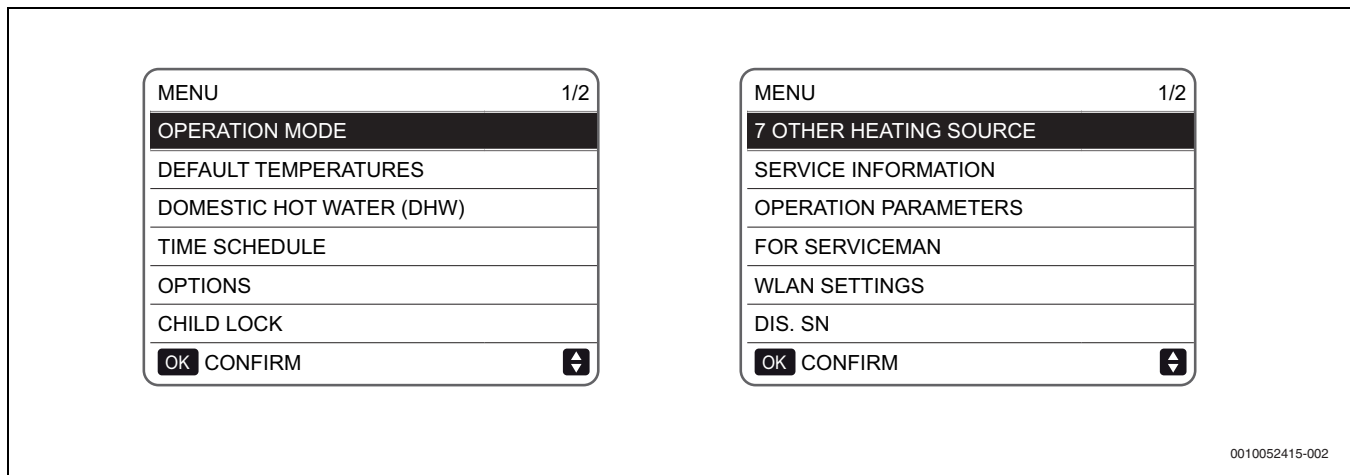 MENU 1/2
OPERATION MODE
DEFAULT TEMPERATURES
DOMESTIC HOT WATER (DHW)
TIME SCHEDULE
OPTIONS
CHILD LOCK
OK CONFIRM
MENU 1/2
7 OTHER HEATING SOURCE
SERVICE INFORMATION
OPERATION PARAMETERS
FOR SERVICEMAN
WLAN SETTINGS
DIS. SN
OK CONFIRM
0010052415-002